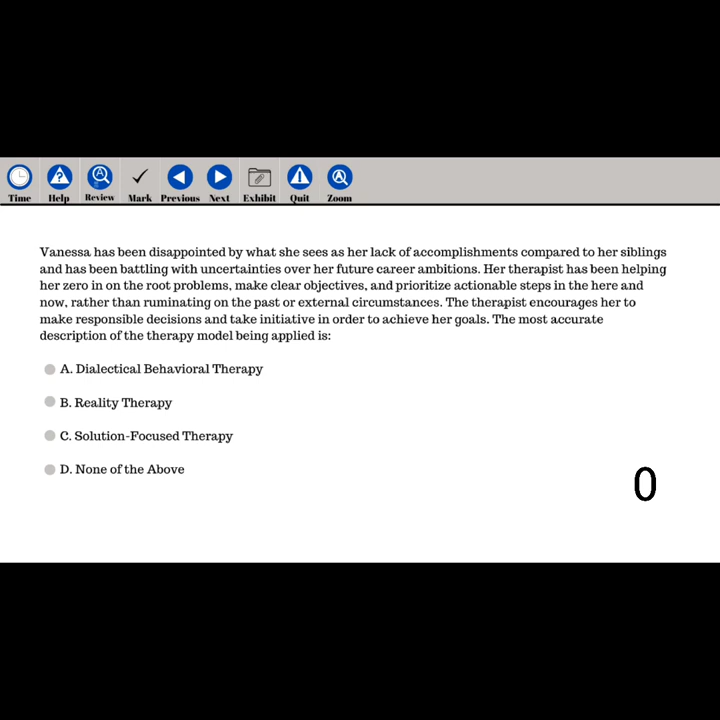 Time Help Review Mark Previous Next Exhibit Quit Zoom
Vanessa has been disappointed by what she sees as her lack of accomplishments compared to her siblings
and has been battling with uncertainties over her future career ambitions. Her therapist has been helping
her zero in on the root problems, make clear objectives, and prioritize actionable steps in the here and
now, rather than ruminating on the past or external circumstances. The therapist encourages her to
make responsible decisions and take initiative in order to achieve her goals. The most accurate
description of the therapy model being applied is:
A. Dialectical Behavioral Therapy
B. Reality Therapy
C. Solution-Focused Therapy
D. None of the Above
0